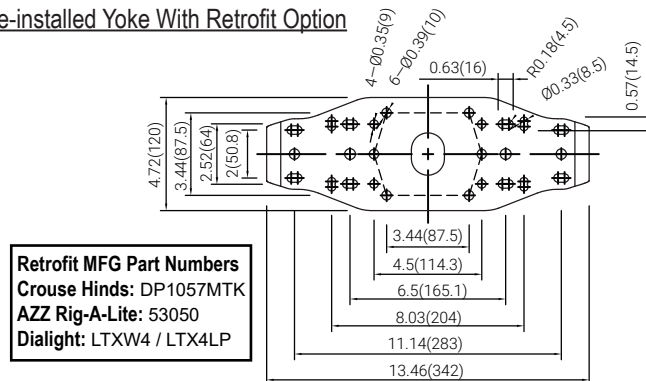 e-installed Yoke With Retrofit Option
4–Ø0.35(9)
6–Ø0.39(10)
0.63(16)
R0.18(4.5)
Ø0.33(8.5)
0.57(14.5)
4.72(120)
3.44(87.5)
2.52(64)
2(50.8)
3.44(87.5)
4.5(114.3)
6.5(165.1)
8.03(204)
11.14(283)
13.46(342)
Retrofit MFG Part Numbers
Crouse Hinds: DP1057MTK
AZZ Rig-A-Lite: 53050
Dialight: LTXW4 / LTX4LP